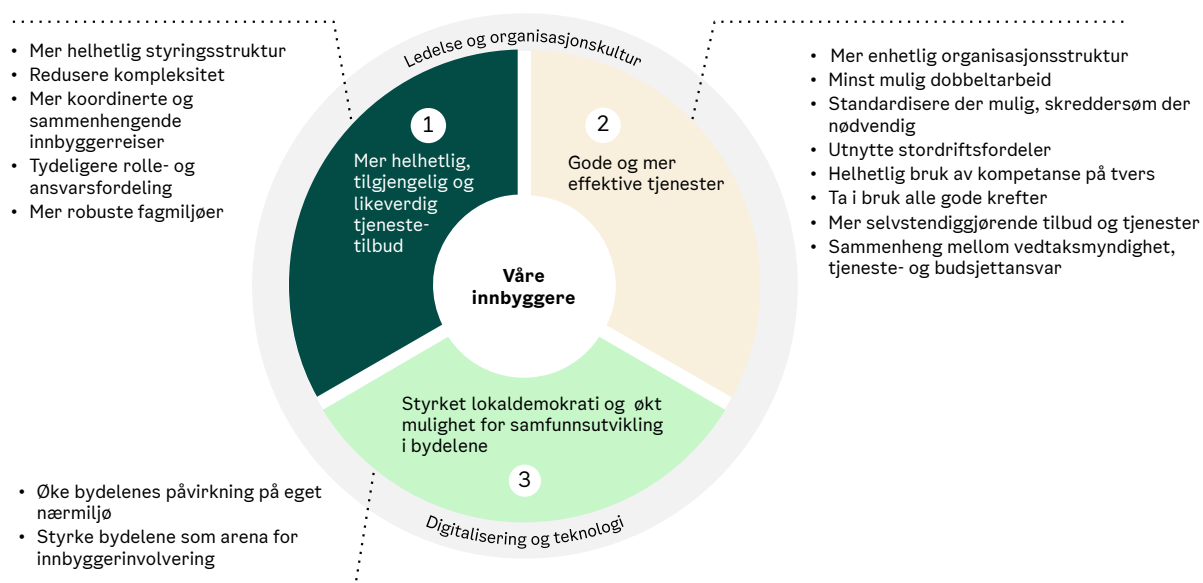 Ledelse og organisasjonskultur
• Mer helhetlig styringsstruktur
• Redusere kompleksitet
• Mer koordinerte og
sammenhengende
innbyggerreiser
• Tydeligere rolle- og
ansvarsfordeling
• Mer robuste fagmiljøer
1
Mer helhetlig,
tilgjengelig og
likeverdig
tjeneste-
tilbud
2
Gode og mer
effektive tjenester
• Mer enhetlig organisasjonsstruktur
• Minst mulig dobbeltarbeid
• Standardisere der mulig, skreddersøm der
nødvendig
• Utnytte stordriftsfordeler
• Helhetlig bruk av kompetanse på tvers
• Ta i bruk alle gode krefter
• Mer selvstendiggjørende tilbud og tjenester
• Sammenheng mellom vedtaksmyndighet,
tjeneste- og budsjettansvar
Våre
innbyggere
Styrket lokaldemokrati og økt
mulighet for samfunnsutvikling
i bydelene
3
• Øke bydelenes påvirkning på eget
nærmiljø
• Styrke bydelene som arena for
innbyggerinvolvering
Digitalisering og teknologi